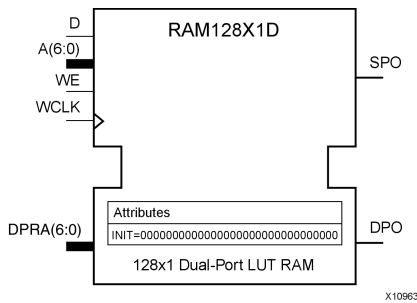 RAM128X1D
D
A(6:0)
WE
WCLK
SPO
DPRA(6:0)
DPO
Attributes
INIT=00000000000000000000000000000000
128x1 Dual-Port LUT RAM
X10963